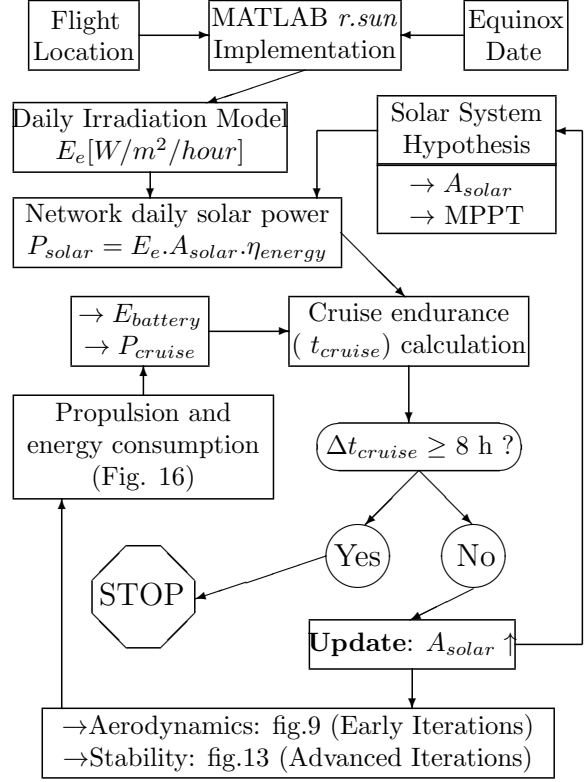 Flight
Location
MATLAB r.sun
Implementation
Equinox
Date
Daily Irradiation Model
E_e[W/m²/hour]
Solar System
Hypothesis
→ A_solar
→ MPPT
Network daily solar power
P_solar = E_e.A_solar.η_energy
→ E_battery
→ P_cruise
Cruise endurance
( t_cruise) calculation
Propulsion and
energy consumption
(Fig. 16)
Δt_cruise ≥ 8 h ?
Yes
No
STOP
Update: A_solar ↑
→Aerodynamics: fig.9 (Early Iterations)
→Stability: fig.13 (Advanced Iterations)